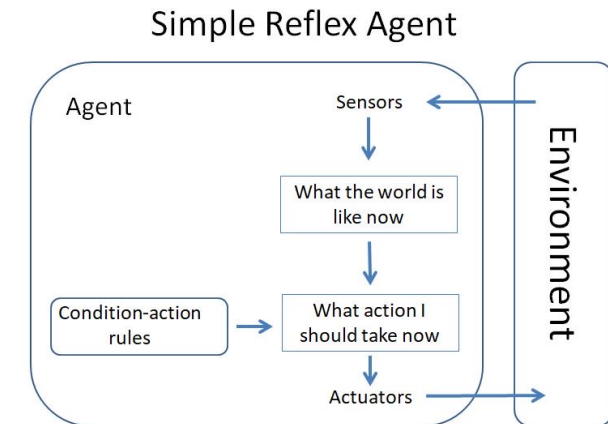 Simple Reflex Agent
Agent
Sensors
What the world is
like now
Condition-action
rules
What action I
should take now
Actuators
Environment